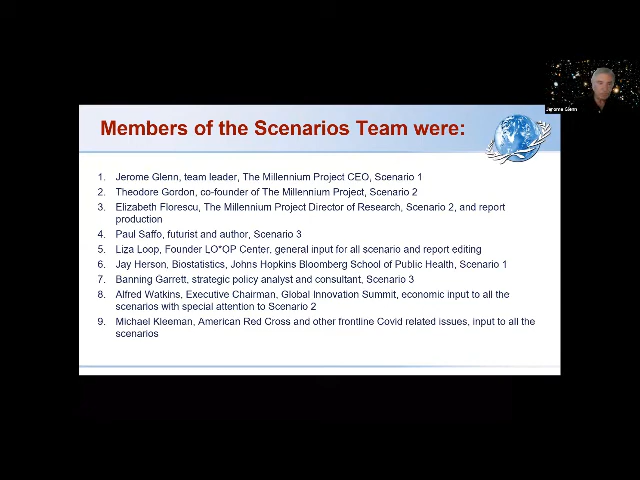 Jerome Glenn
Members of the Scenarios Team were:
1. Jerome Glenn, team leader, The Millennium Project CEO, Scenario 1
2. Theodore Gordon, co-founder of The Millennium Project, Scenario 2
3. Elizabeth Florescu, The Millennium Project Director of Research, Scenario 2, and report
production
4. Paul Saffo, futurist and author, Scenario 3
5. Liza Loop, Founder LO*OP Center, general input for all scenario and report editing
6. Jay Herson, Biostatistics, Johns Hopkins Bloomberg School of Public Health, Scenario 1
7. Banning Garrett, strategic policy analyst and consultant, Scenario 3
8. Alfred Watkins, Executive Chairman, Global Innovation Summit, economic input to all the
scenarios with special attention to Scenario 2
9. Michael Kleeman, American Red Cross and other frontline Covid related issues, input to all the
scenarios